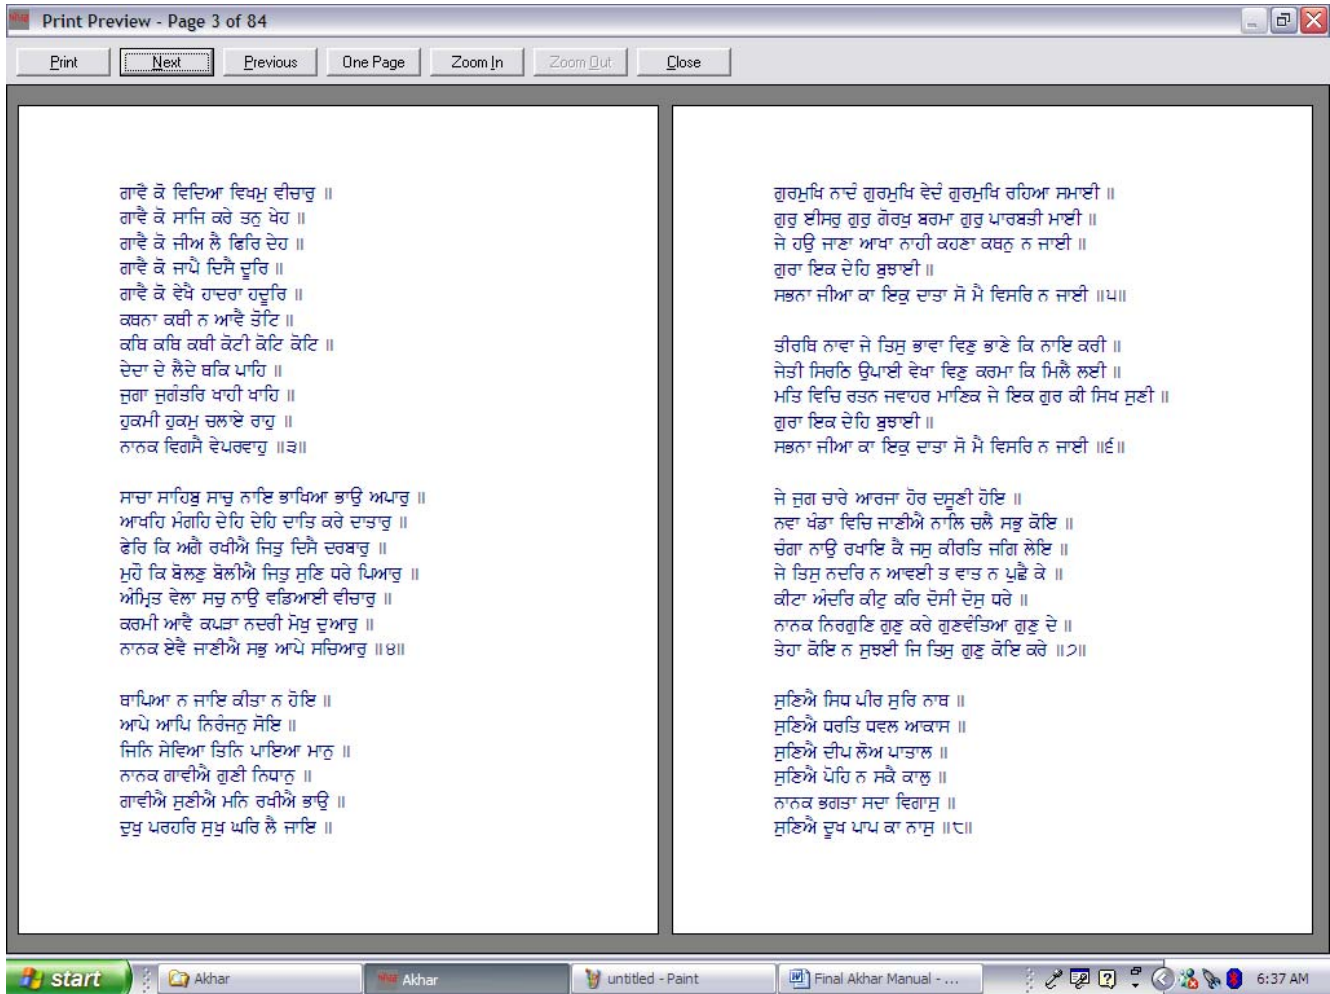 Print Preview - Page 3 of 84
Print Next Previous One Page Zoom In Zoom Out Close
ਗਾਵੈ ਕੋ ਵਿਦਿਆ ਵਿਖਮੁ ਵੀਚਾਰੁ ॥
ਗਾਵੈ ਕੋ ਸਾਜਿ ਕਰੇ ਤਨੁ ਖੇਹ ॥
ਗਾਵੈ ਕੋ ਜੀਅ ਲੈ ਫਿਰਿ ਦੇਹ ॥
ਗਾਵੈ ਕੋ ਜਾਪੈ ਦਿਸੈ ਦੂਰਿ ॥
ਗਾਵੈ ਕੋ ਵੇਖੈ ਹਾਦਰਾ ਹਦੂਰਿ ॥
ਕਥਨਾ ਕਥੀ ਨ ਆਵੈ ਤੋਟਿ ॥
ਕਥਿ ਕਥਿ ਕਥੀ ਕੋਟੀ ਕੋਟਿ ਕੋਟਿ ॥
ਦੇਦਾ ਦੇ ਲੈਦੇ ਥਕਿ ਪਾਹਿ ॥
ਜੁਗਾ ਜੁਗੰਤਰਿ ਖਾਹੀ ਖਾਹਿ ॥
ਹੁਕਮੀ ਹੁਕਮੁ ਚਲਾਏ ਰਾਹੁ ॥
ਨਾਨਕ ਵਿਗਸੈ ਵੇਪਰਵਾਹੁ ॥੩॥
ਸਾਚਾ ਸਾਹਿਬੁ ਸਾਚੁ ਨਾਇ ਭਾਖਿਆ ਭਾਉ ਅਪਾਰੁ ॥
ਆਖਹਿ ਮੰਗਹਿ ਦੇਹਿ ਦੇਹਿ ਦਾਤਿ ਕਰੇ ਦਾਤਾਰੁ ॥
ਫੇਰਿ ਕਿ ਅਗੈ ਰਖੀਐ ਜਿਤੁ ਦਿਸੈ ਦਰਬਾਰੁ ॥
ਮੁਹੌ ਕਿ ਬੋਲਣੁ ਬੋਲੀਐ ਜਿਤੁ ਸੁਣਿ ਧਰੇ ਪਿਆਰੁ ॥
ਅੰਮ੍ਰਿਤ ਵੇਲਾ ਸਚੁ ਨਾਉ ਵਡਿਆਈ ਵੀਚਾਰੁ ॥
ਕਰਮੀ ਆਵੈ ਕਪੜਾ ਨਦਰੀ ਮੋਖੁ ਦੁਆਰੁ ॥
ਨਾਨਕ ਏਵੈ ਜਾਣੀਐ ਸਭੁ ਆਪੇ ਸਚਿਆਰੁ ॥੪॥
ਥਾਪਿਆ ਨ ਜਾਇ ਕੀਤਾ ਨ ਹੋਇ ॥
ਆਪੇ ਆਪਿ ਨਿਰੰਜਨੁ ਸੋਇ ॥
ਜਿਨਿ ਸੇਵਿਆ ਤਿਨਿ ਪਾਇਆ ਮਾਨੁ ॥
ਨਾਨਕ ਗਾਵੀਐ ਗੁਣੀ ਨਿਧਾਨੁ ॥
ਗਾਵੀਐ ਸੁਣੀਐ ਮਨਿ ਰਖੀਐ ਭਾਉ ॥
ਦੁਖੁ ਪਰਹਰਿ ਸੁਖੁ ਘਰਿ ਲੈ ਜਾਇ ॥
ਗੁਰਮੁਖਿ ਨਾਦੰ ਗੁਰਮੁਖਿ ਵੇਦੰ ਗੁਰਮੁਖਿ ਰਹਿਆ ਸਮਾਈ ॥
ਗੁਰੁ ਈਸਰੁ ਗੁਰੁ ਗੋਰਖੁ ਬਰਮਾ ਗੁਰੁ ਪਾਰਬਤੀ ਮਾਈ ॥
ਜੇ ਹਉ ਜਾਣਾ ਆਖਾ ਨਾਹੀ ਕਹਣਾ ਕਥਨੁ ਨ ਜਾਈ ॥
ਗੁਰਾ ਇਕ ਦੇਹਿ ਬੁਝਾਈ ॥
ਸਭਨਾ ਜੀਆ ਕਾ ਇਕੁ ਦਾਤਾ ਸੋ ਮੈ ਵਿਸਰਿ ਨ ਜਾਈ ॥੫॥
ਤੀਰਥਿ ਨਾਵਾ ਜੇ ਤਿਸੁ ਭਾਵਾ ਵਿਣੁ ਭਾਣੇ ਕਿ ਨਾਇ ਕਰੀ ॥
ਜੇਤੀ ਸਿਰਠਿ ਉਪਾਈ ਵੇਖਾ ਵਿਣੁ ਕਰਮਾ ਕਿ ਮਿਲੈ ਲਈ ॥
ਮਤਿ ਵਿਚਿ ਰਤਨ ਜਵਾਹਰ ਮਾਣਿਕ ਜੇ ਇਕ ਗੁਰ ਕੀ ਸਿਖ ਸੁਣੀ ॥
ਗੁਰਾ ਇਕ ਦੇਹਿ ਬੁਝਾਈ ॥
ਸਭਨਾ ਜੀਆ ਕਾ ਇਕੁ ਦਾਤਾ ਸੋ ਮੈ ਵਿਸਰਿ ਨ ਜਾਈ ॥੬॥
ਜੇ ਜੁਗ ਚਾਰੇ ਆਰਜਾ ਹੋਰ ਦਸੂਣੀ ਹੋਇ ॥
ਨਵਾ ਖੰਡਾ ਵਿਚਿ ਜਾਣੀਐ ਨਾਲਿ ਚਲੈ ਸਭੁ ਕੋਇ ॥
ਚੰਗਾ ਨਾਉ ਰਖਾਇ ਕੈ ਜਸੁ ਕੀਰਤਿ ਜਗਿ ਲੇਇ ॥
ਜੇ ਤਿਸੁ ਨਦਰਿ ਨ ਆਵਈ ਤ ਵਾਤ ਨ ਪੁਛੈ ਕੇ ॥
ਕੀਟਾ ਅੰਦਰਿ ਕੀਟੁ ਕਰਿ ਦੋਸੀ ਦੋਸੁ ਧਰੇ ॥
ਨਾਨਕ ਨਿਰਗੁਣਿ ਗੁਣੁ ਕਰੇ ਗੁਣਵੰਤਿਆ ਗੁਣੁ ਦੇ ॥
ਤੇਹਾ ਕੋਇ ਨ ਸੁਝਈ ਜਿ ਤਿਸੁ ਗੁਣੁ ਕੋਇ ਕਰੇ ॥੭॥
ਸੁਣਿਐ ਸਿਧ ਪੀਰ ਸੁਰਿ ਨਾਥ ॥
ਸੁਣਿਐ ਧਰਤਿ ਧਵਲ ਆਕਾਸ ॥
ਸੁਣਿਐ ਦੀਪ ਲੋਅ ਪਾਤਾਲ ॥
ਸੁਣਿਐ ਪੋਹਿ ਨ ਸਕੈ ਕਾਲੁ ॥
ਨਾਨਕ ਭਗਤਾ ਸਦਾ ਵਿਗਾਸੁ ॥
ਸੁਣਿਐ ਦੂਖ ਪਾਪ ਕਾ ਨਾਸੁ ॥੮॥
start Akhar Akhar untitled - Paint Final Akhar Manual - ... 6:37 AM